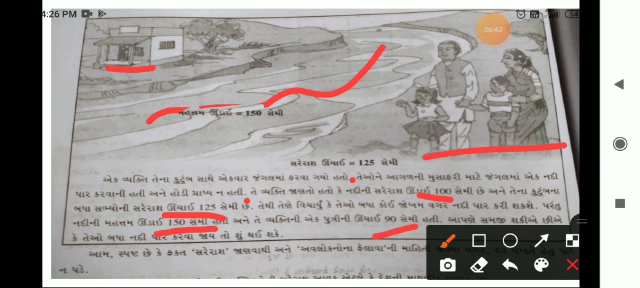 4:26 PM
06:42
મહત્તમ ઊંડાઈ = 150 સેમી
સરેરાશ ઊંચાઈ = 125 સેમી
એક વ્યક્તિ તેના કુટુંબ સાથે એકવાર જંગલમાં ફરવા ગયો હતો. તેઓને આગળની મુસાફરી માટે જંગલમાં એક નદી
પાર કરવાની હતી અને હોડી પ્રાપ્ય ન હતી. તે વ્યક્તિ જાણતો હતો કે નદીની સરેરાશ ઊંડાઈ 100 સેમી છે અને તેના કુટુંબના
બધા સભ્યોની સરેરાશ ઊંચાઈ 125 સેમી છે. તેથી તેણે વિચાર્યું કે તેઓ બધા કોઈ જોખમ વગર નદી પાર કરી શકશે. પરંતુ
નદીની મહત્તમ ઊંડાઈ 150 સેમી હતી અને તે વ્યક્તિની એક પુત્રીની ઊંચાઈ 90 સેમી હતી. આપણે સમજી શકીએ છીએ
કે તેઓ બધા નદી પાર કરવા જાય તો શું થઈ શકે.
આમ, સ્પષ્ટ છે કે ફક્ત 'સરેરાશ' જાણવાથી અને 'અવલોકનોના ફેલાવા'ની માહિતી
ન પડે.